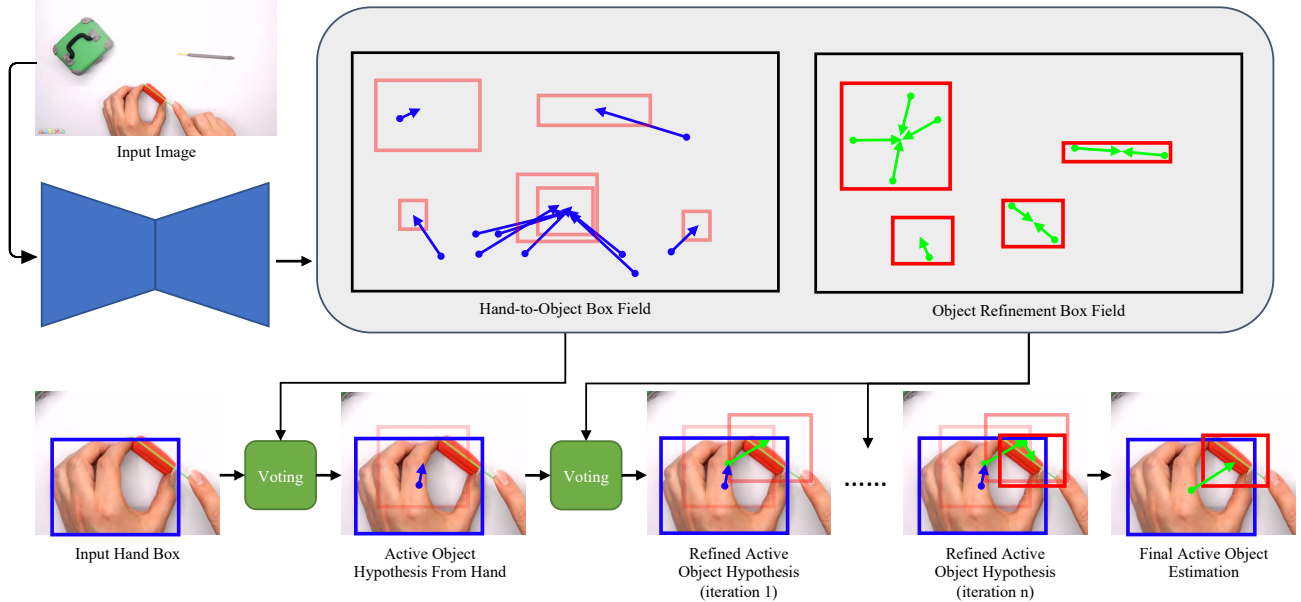 Input Image
Hand-to-Object Box Field
Object Refinement Box Field
Voting
Voting
......
Input Hand Box
Active Object
Hypothesis From Hand
Refined Active
Object Hypothesis
(iteration 1)
Refined Active
Object Hypothesis
(iteration n)
Final Active Object
Estimation